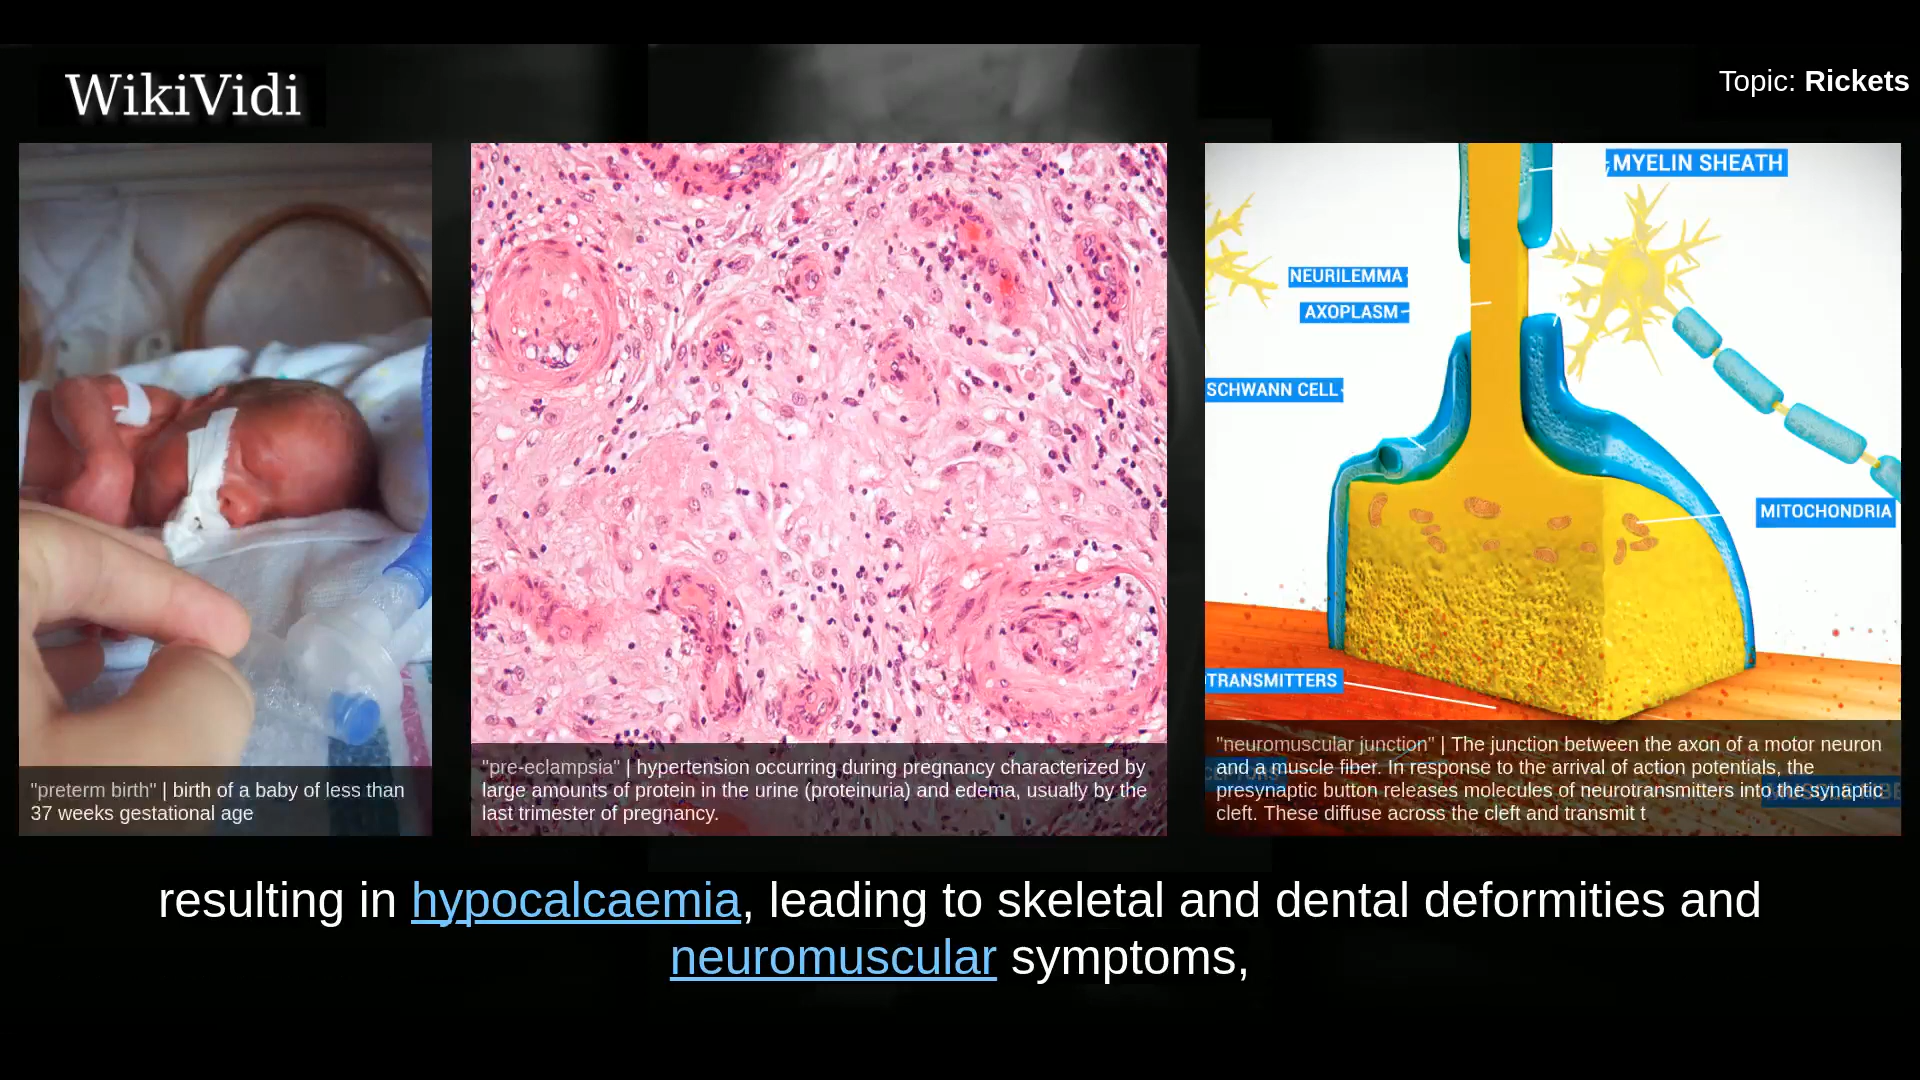 WikiVidi
Topic: Rickets
MYELIN SHEATH
NEURILEMMA
AXOPLASM
SCHWANN CELL
MITOCHONDRIA
TRANSMITTERS
"preterm birth" | birth of a baby of less than
37 weeks gestational age
"pre-eclampsia" | hypertension occurring during pregnancy characterized by
large amounts of protein in the urine (proteinuria) and edema, usually by the
last trimester of pregnancy.
"neuromuscular junction" | The junction between the axon of a motor neuron
and a muscle fiber. In response to the arrival of action potentials, the
presynaptic button releases molecules of neurotransmitters into the synaptic
cleft. These diffuse across the cleft and transmit t
resulting in hypocalcaemia, leading to skeletal and dental deformities and
neuromuscular symptoms,